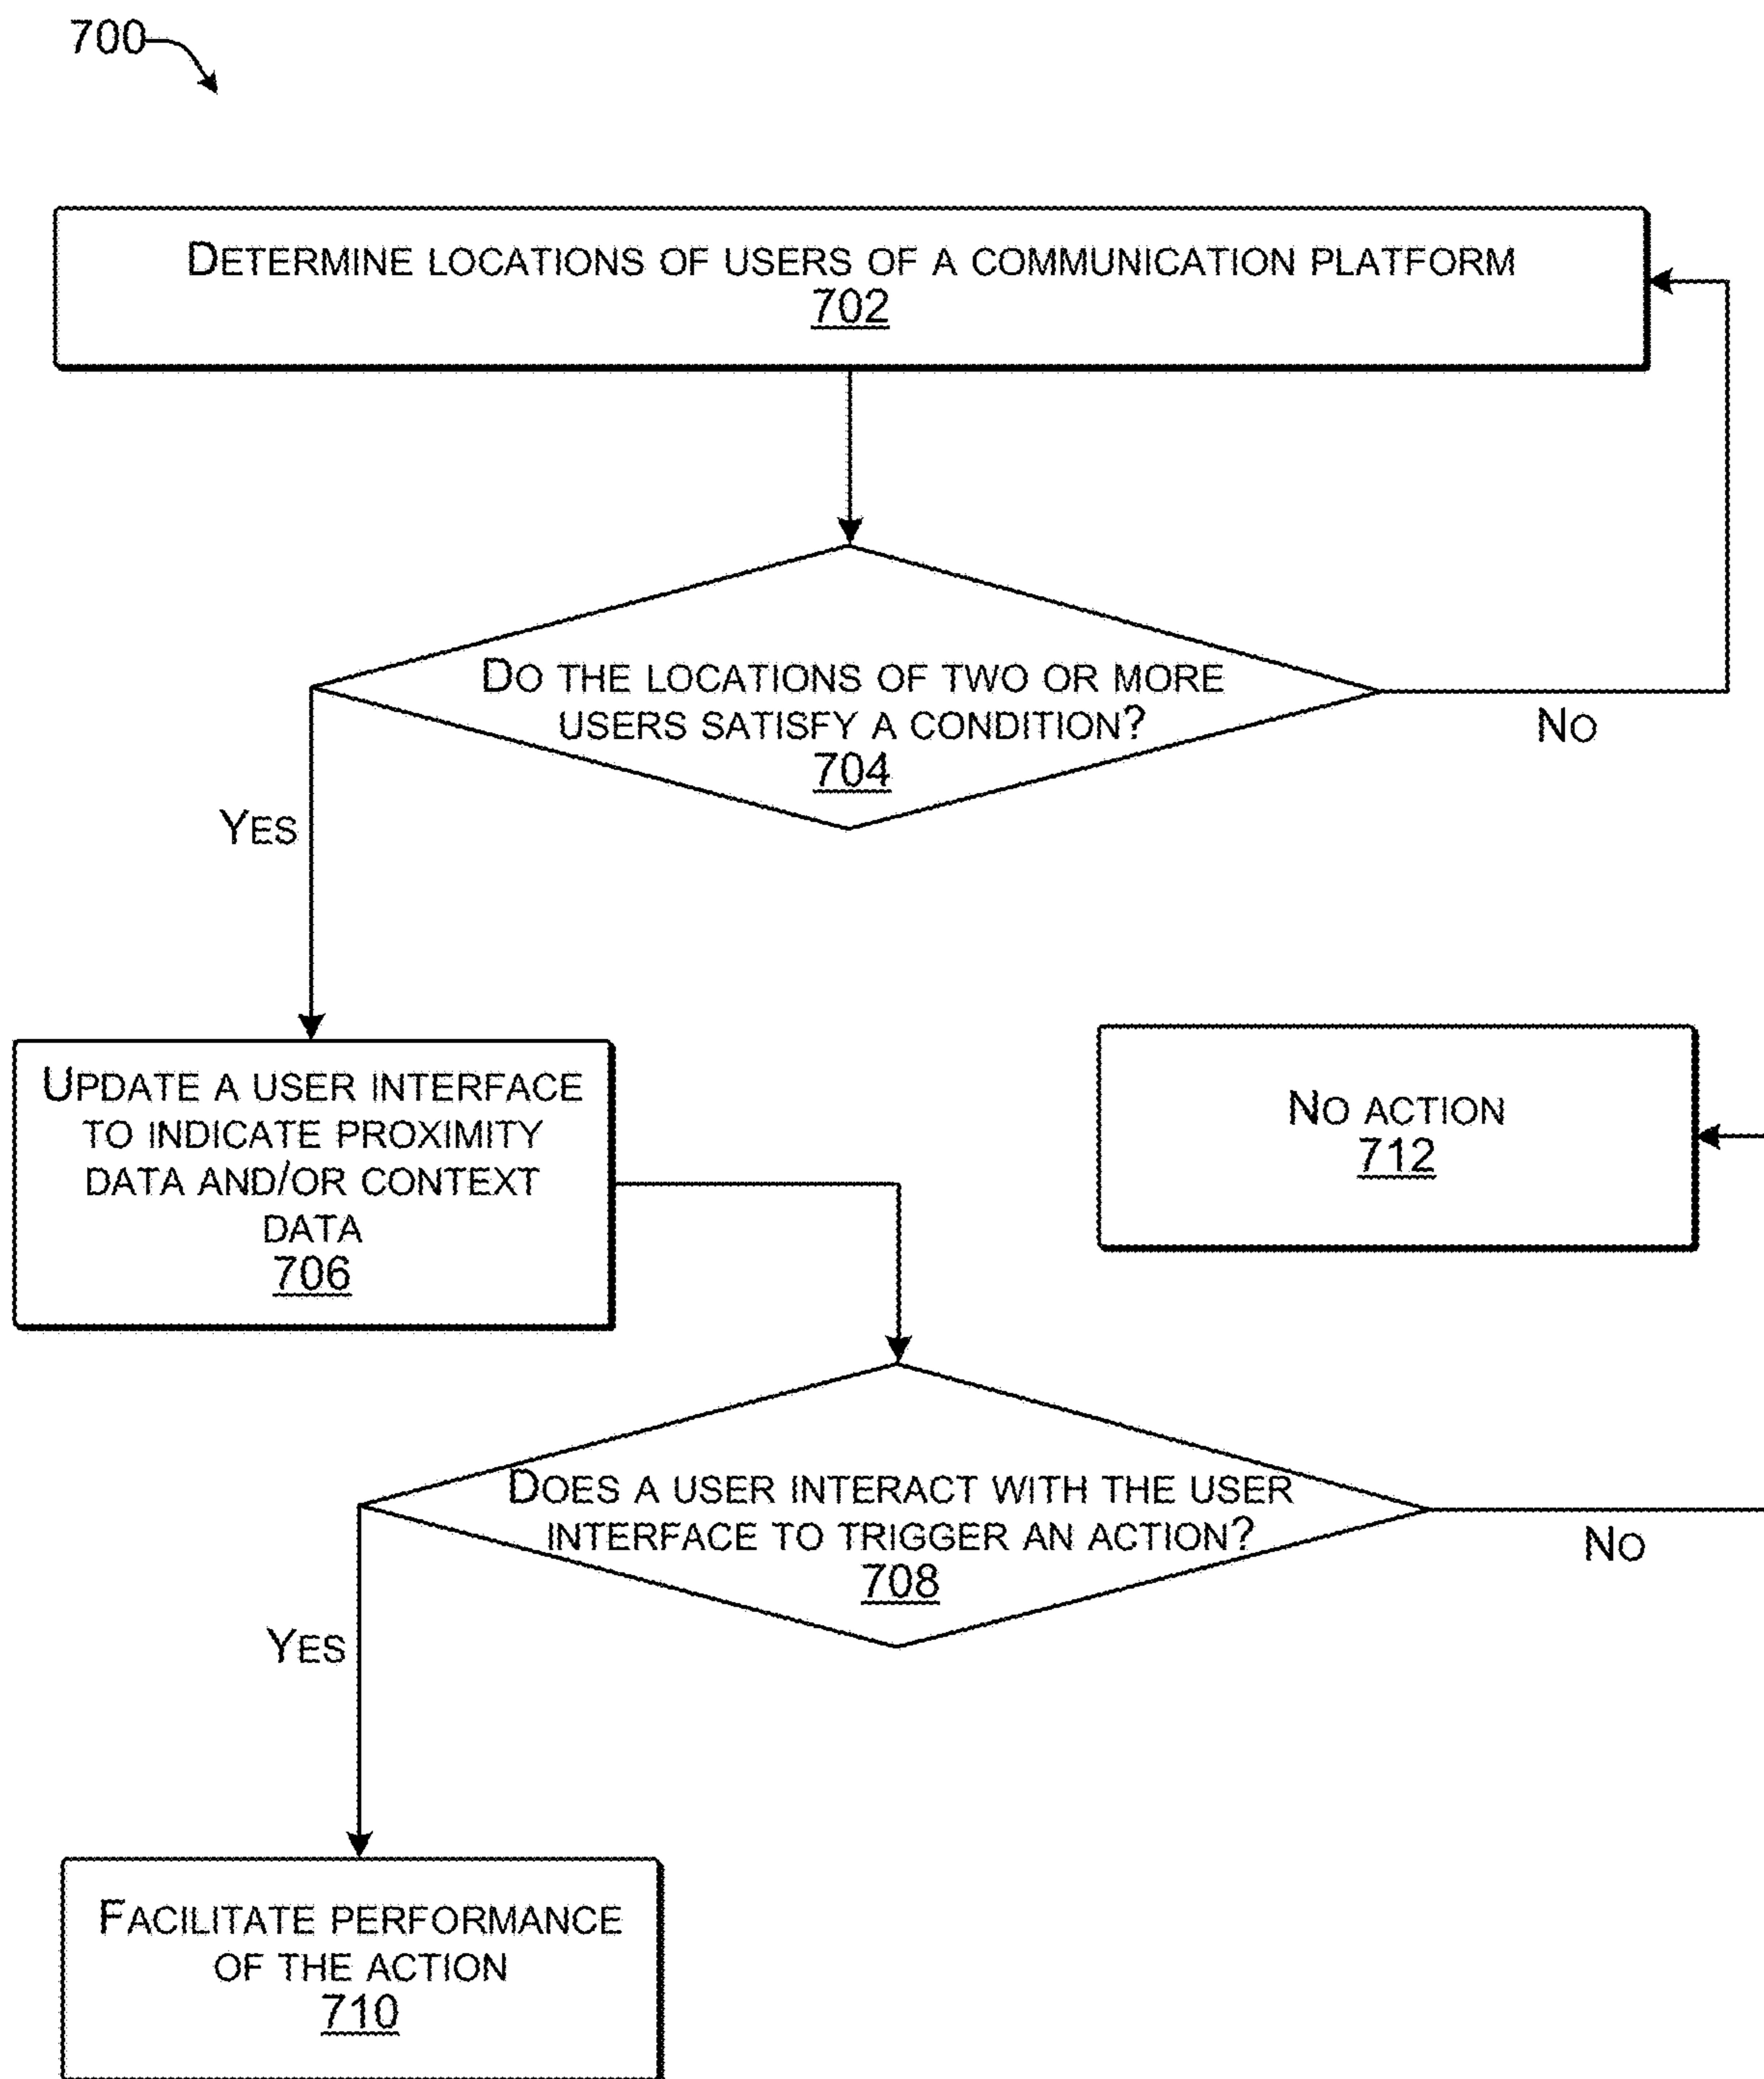 700
DETERMINE LOCATIONS OF USERS OF A COMMUNICATION PLATFORM
702
DO THE LOCATIONS OF TWO OR MORE
USERS SATISFY A CONDITION?
704
NO
YES
UPDATE A USER INTERFACE
TO INDICATE PROXIMITY
DATA AND/OR CONTEXT
DATA
706
NO ACTION
712
DOES A USER INTERACT WITH THE USER
INTERFACE TO TRIGGER AN ACTION?
708
NO
YES
FACILITATE PERFORMANCE
OF THE ACTION
710